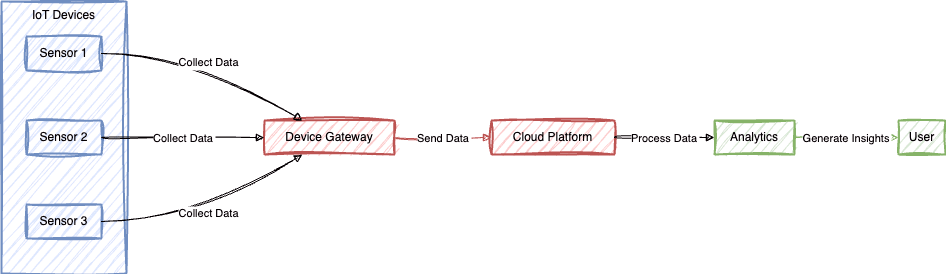 IoT Devices
Sensor 1
Collect Data
Sensor 2
Collect Data
Device Gateway
Send Data
Cloud Platform
Process Data
Analytics
Generate Insights
User
Sensor 3
Collect Data